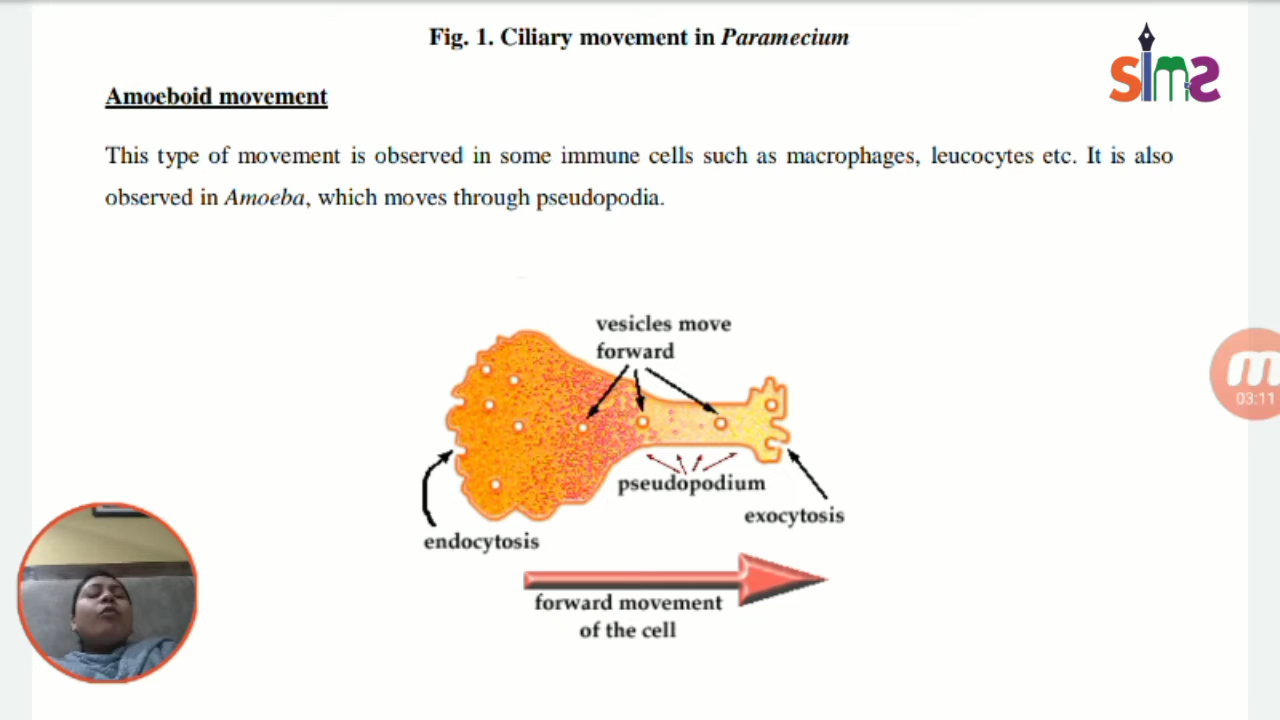 Fig. 1. Ciliary movement in Paramecium
sims
Amoeboid movement
This type of movement is observed in some immune cells such as macrophages, leucocytes etc. It is also
observed in Amoeba, which moves through pseudopodia.
vesicles move
forward
pseudopodium
exocytosis
endocytosis
forward movement
of the cell
m
03:11